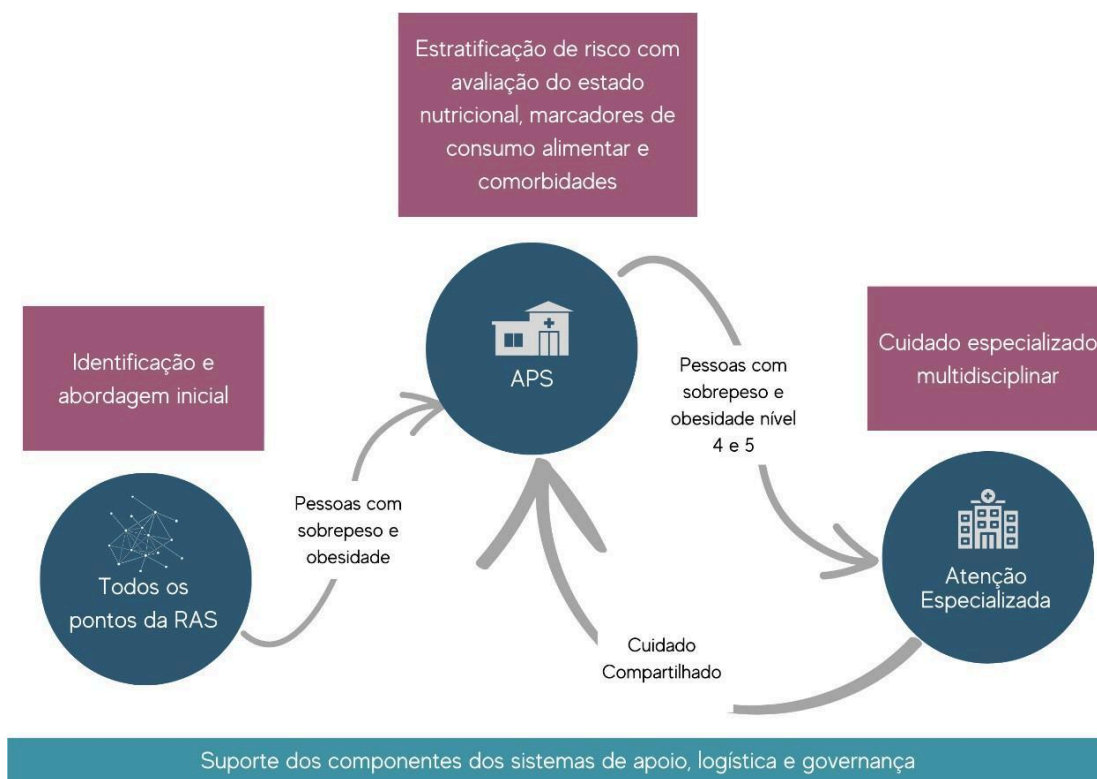 Estratificação de risco com
avaliação do estado
nutricional, marcadores de
consumo alimentar e
comorbidades
Identificação e
abordagem inicial
APS
Pessoas com
sobrepeso e
obesidade nível
4 e 5
Cuidado especializado
multidisciplinar
Todos os
pontos da RAS
Pessoas com
sobrepeso e
obesidade
Atenção
Especializada
Cuidado
Compartilhado
Suporte dos componentes dos sistemas de apoio, logística e governança